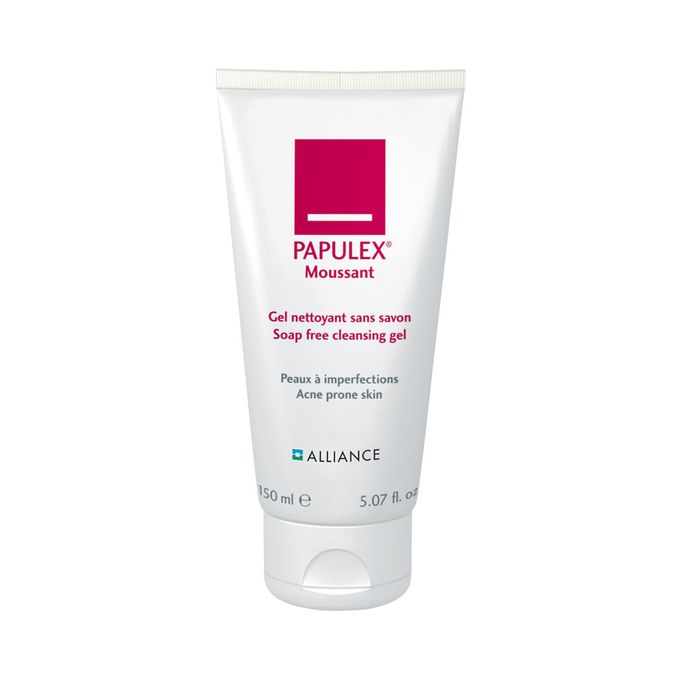 PAPULEX®
Moussant
Gel nettoyant sans savon
Soap free cleansing gel
Peaux à imperfections
Acne prone skin
ALLIANCE
150 ml ℮ 5.07 fl. oz